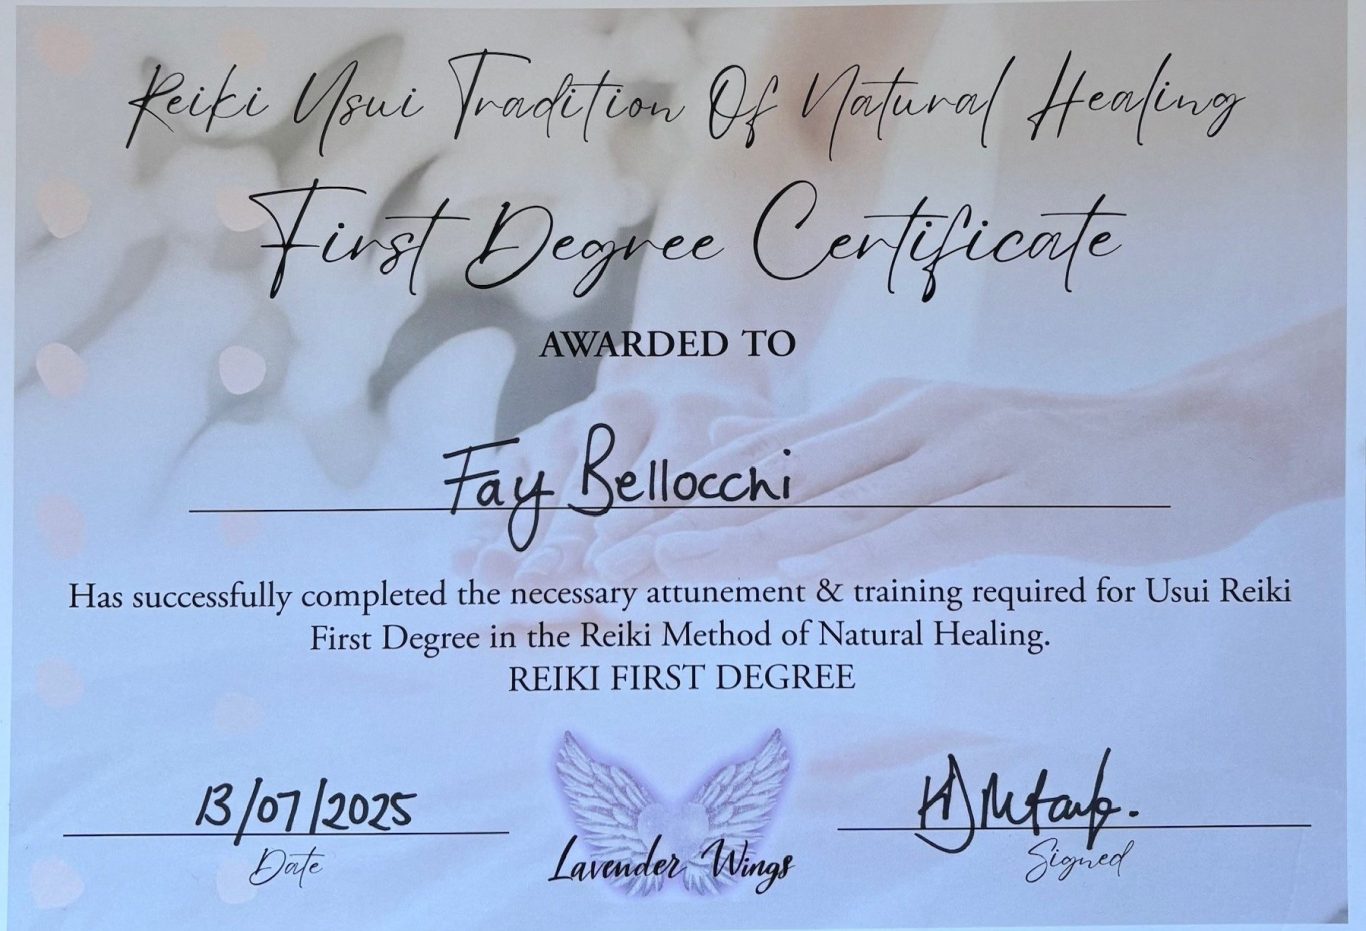 Reiki Usui Tradition Of Natural Healing
First Degree Certificate
AWARDED TO
Fay Bellocchi
Has successfully completed the necessary attunement & training required for Usui Reiki
First Degree in the Reiki Method of Natural Healing.
REIKI FIRST DEGREE
13/07/2025
Date
Lavender Wings
Signed